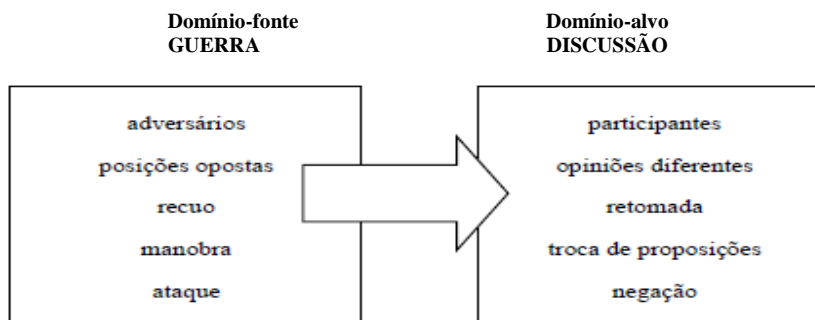 Domínio-fonte
GUERRA
Domínio-alvo
DISCUSSÃO
adversários
posições opostas
recuo
manobra
ataque
participantes
opiniões diferentes
retomada
troca de proposições
negação